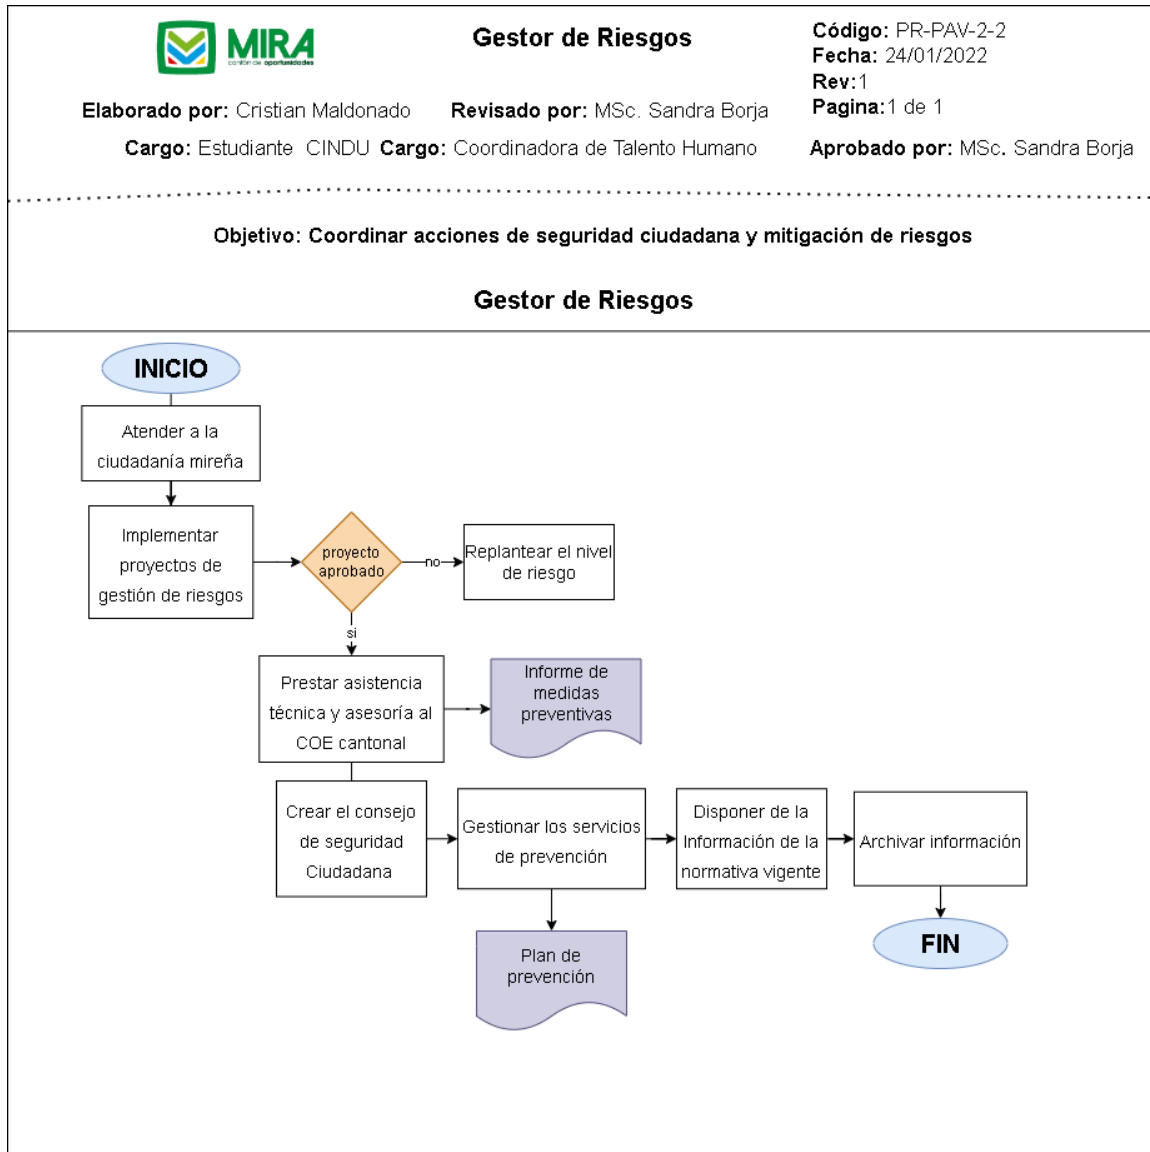 MIRA
cantón de oportunidades
Gestor de Riesgos
Código: PR-PAV-2-2
Fecha: 24/01/2022
Rev:1
Pagina:1 de 1
Elaborado por: Cristian Maldonado
Revisado por: MSc. Sandra Borja
Cargo: Estudiante CINDU
Cargo: Coordinadora de Talento Humano
Aprobado por: MSc. Sandra Borja
Objetivo: Coordinar acciones de seguridad ciudadana y mitigación de riesgos
Gestor de Riesgos
INICIO
Atender a la
ciudadanía mireña
Implementar
proyectos de
gestión de riesgos
proyecto
aprobado
no
Replantear el nivel
de riesgo
si
Prestar asistencia
técnica y asesoría al
COE cantonal
Informe de
medidas
preventivas
Crear el consejo
de seguridad
Ciudadana
Gestionar los servicios
de prevención
Disponer de la
Información de la
normativa vigente
Archivar información
Plan de
prevención
FIN